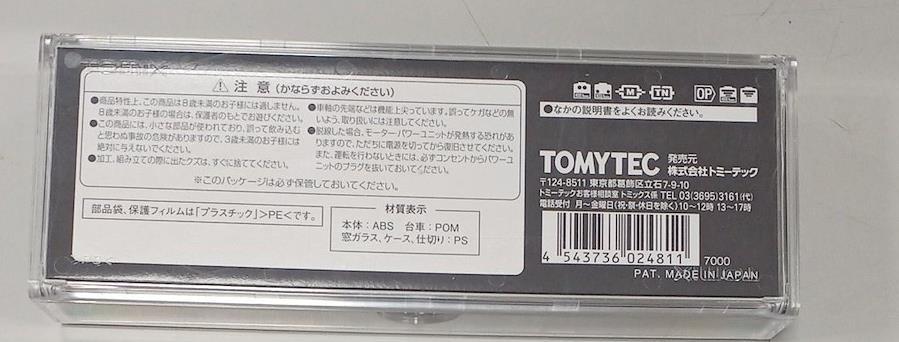 TOMIX
⚠ 注意 (かならずおよみください)
●商品特性上、この商品は8歳未満のお子様には適しません。
8歳未満のお子様の場合は、保護者のもとでお遊びください。
●この商品には、小さな部品が使われており、誤って飲み込む
と思わぬ事故の危険がありますので、3歳未満のお子様には
絶対に与えないでください。
●加工、組み立ての際に出たクズは、すぐに捨ててください。
●車軸の先端などは機能上尖っています。誤ってケガなどの無
いよう、取り扱いには注意してください。
●脱線した場合、モーター・パワーユニットが発熱する恐れがあ
りますので、ただちに電源を切ってから復旧させてください。
また、運転を行わないときには、必ずコンセントからパワーユ
ニットのプラグを抜いておいてください。
※このパッケージは必ず保管しておいてください。
部品袋、保護フィルムは「プラスチック」>PE<です。
材質表示
本体:ABS 台車:POM
窓ガラス、ケース、仕切り:PS
M TN OP
●なかの説明書をよくお読みください。
TOMYTEC 発売元
株式会社トミーテック
〒124-8511 東京都葛飾区立石7-9-10
トミーテックお客様相談室 トミックス係 TEL 03(3695)3161(代)
電話受付 月〜金曜日(祝・祭・休日を除く)10〜12時 13〜17時
4 543736 024811
7000
PAT. MADE IN JAPAN